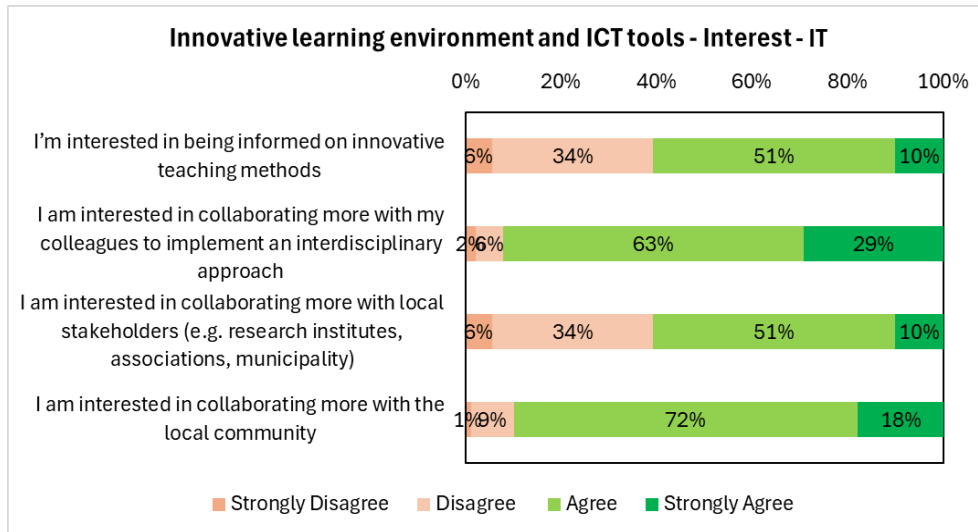 Innovative learning environment and ICT tools - Interest - IT
0% 20% 40% 60% 80% 100%
I’m interested in being informed on innovative
teaching methods
6% 34% 51% 10%
I am interested in collaborating more with my
colleagues to implement an interdisciplinary
approach
2% 6% 63% 29%
I am interested in collaborating more with local
stakeholders (e.g. research institutes,
associations, municipality)
6% 34% 51% 10%
I am interested in collaborating more with the
local community
1% 9% 72% 18%
Strongly Disagree Disagree Agree Strongly Agree